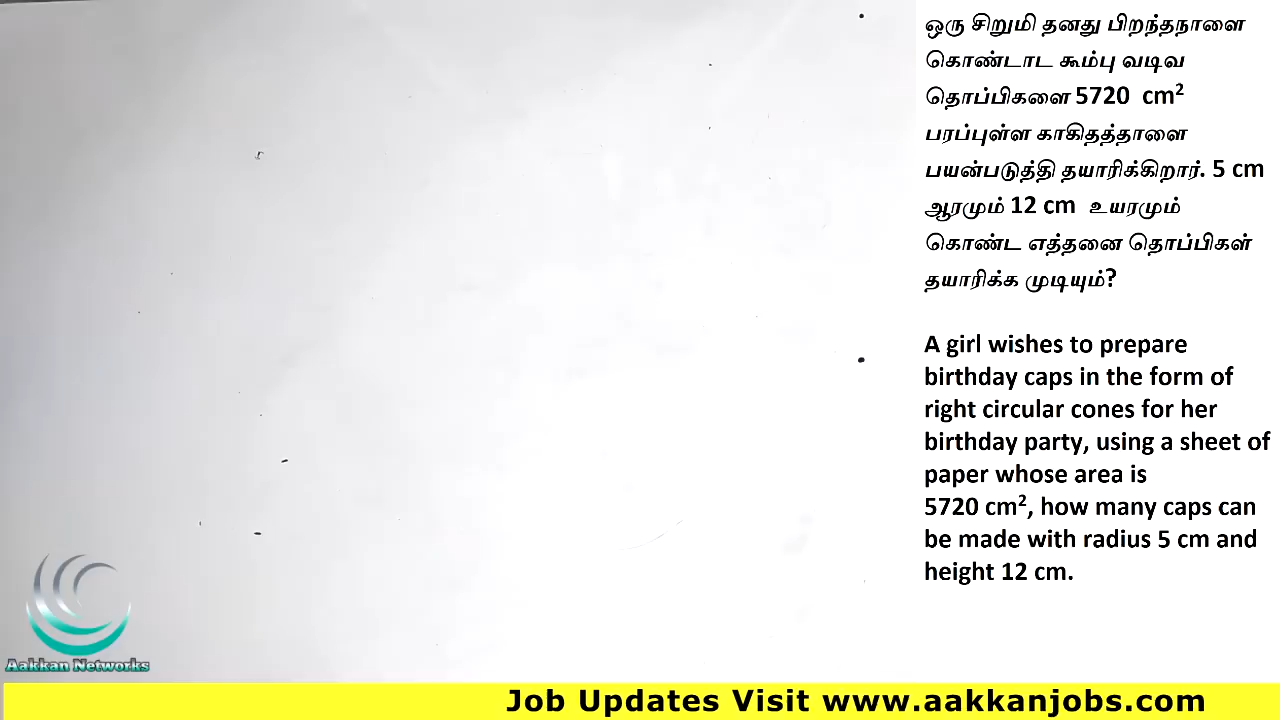 ஒரு சிறுமி தனது பிறந்தநாளை
கொண்டாட கூம்பு வடிவ
தொப்பிகளை 5720 cm²
பரப்புள்ள காகிதத்தாளை
பயன்படுத்தி தயாரிக்கிறார். 5 cm
ஆரமும் 12 cm உயரமும்
கொண்ட எத்தனை தொப்பிகள்
தயாரிக்க முடியும்?
A girl wishes to prepare
birthday caps in the form of
right circular cones for her
birthday party, using a sheet of
paper whose area is
5720 cm², how many caps can
be made with radius 5 cm and
height 12 cm.
Aakkan Networks
Job Updates Visit www.aakkanjobs.com